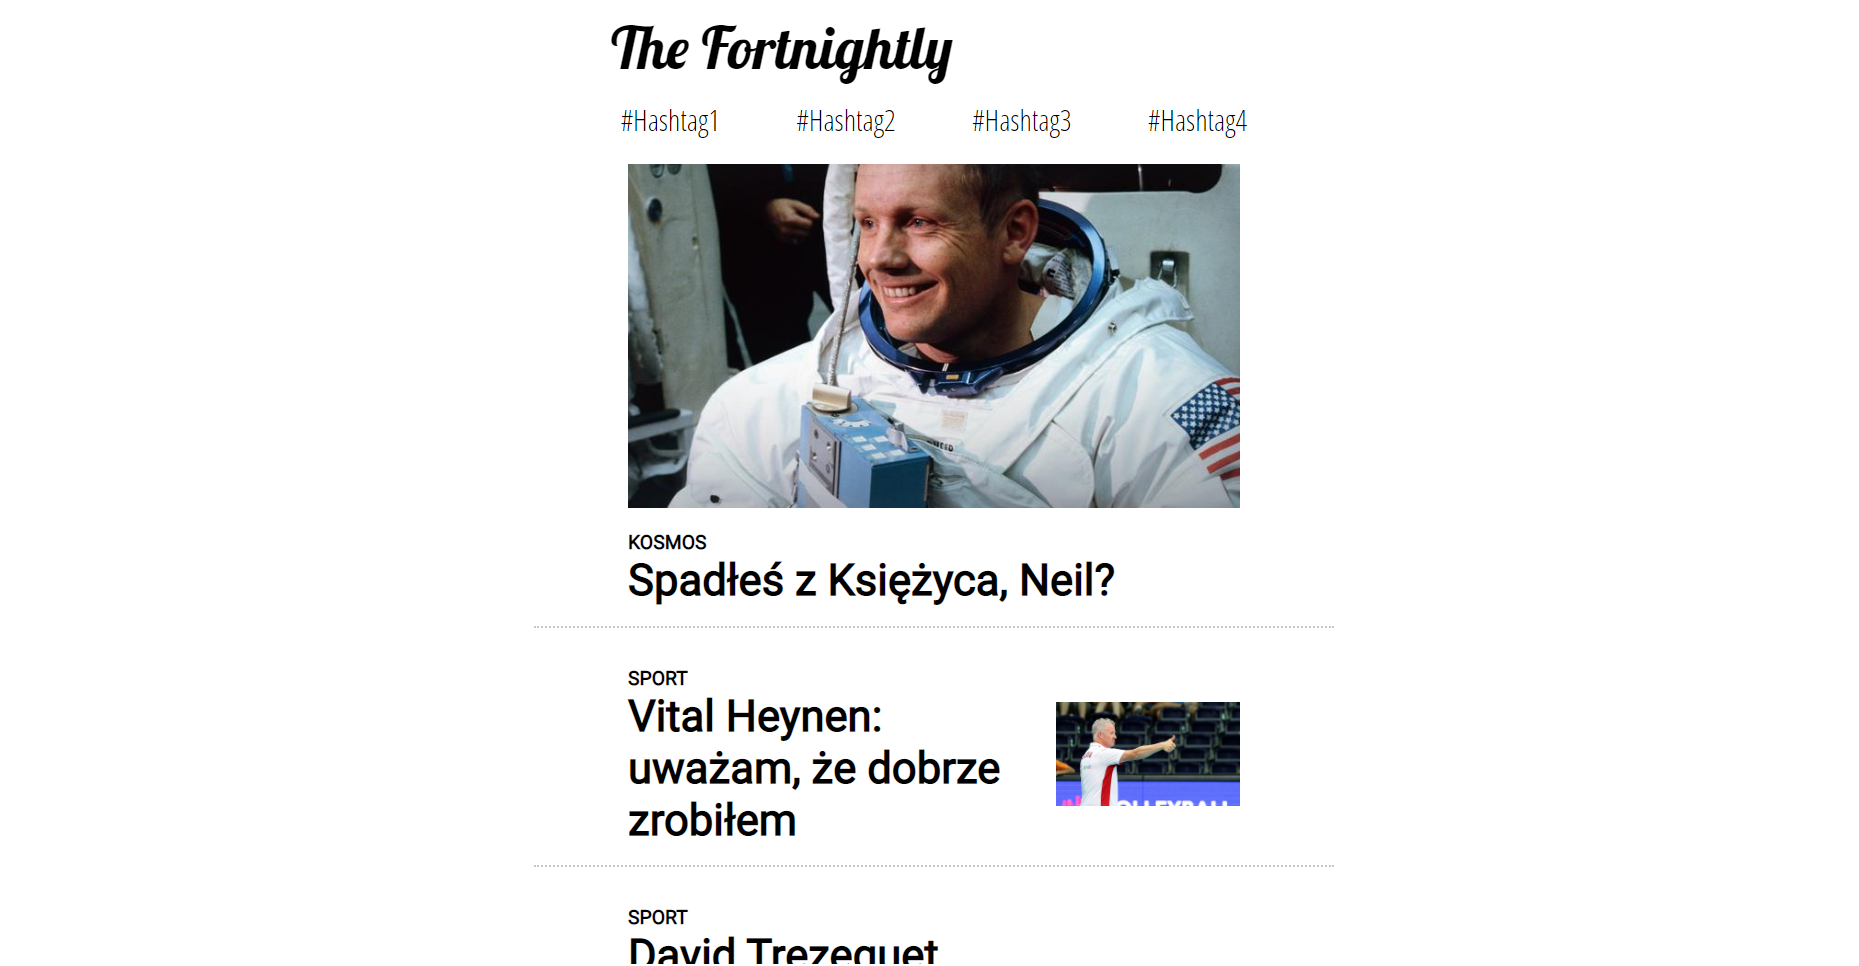 The Fortnightly
#Hashtag1 #Hashtag2 #Hashtag3 #Hashtag4
KOSMOS
Spadłeś z Księżyca, Neil?
SPORT
Vital Heynen:
uważam, że dobrze
zrobiłem
SPORT
David Trezeguet